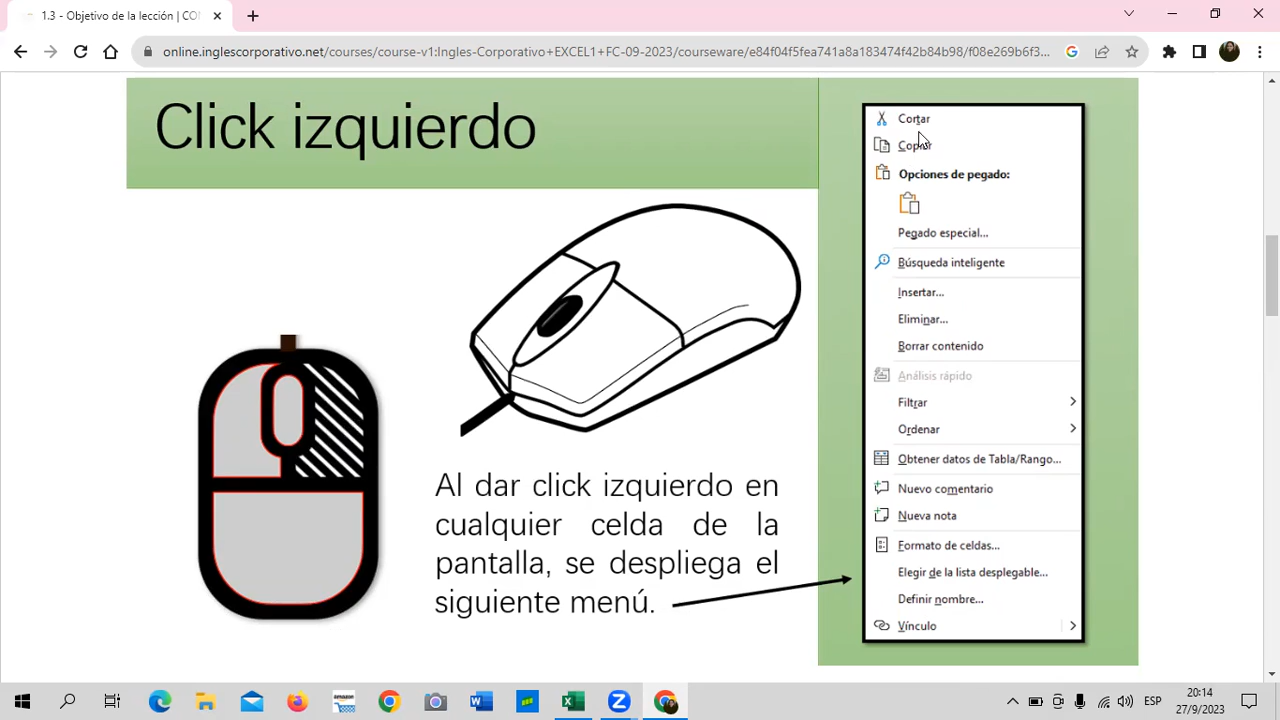 1.3 - Objetivo de la lección | CO
online.inglescorporativo.net/courses/course-v1:Ingles-Corporativo+EXCEL1+FC-09-2023/courseware/e84f04f5fea741a8a183474f42b84b98/f08e269b6f3...
Click izquierdo
Al dar click izquierdo en
cualquier celda de la
pantalla, se despliega el
siguiente menú.
Cortar
Copiar
Opciones de pegado:
Pegado especial...
Búsqueda inteligente
Insertar...
Eliminar...
Borrar contenido
Análisis rápido
Filtrar
Ordenar
Obtener datos de Tabla/Rango...
Nuevo comentario
Nueva nota
Formato de celdas...
Elegir de la lista desplegable...
Definir nombre...
Vínculo
amazon
ESP
20:14
27/9/2023